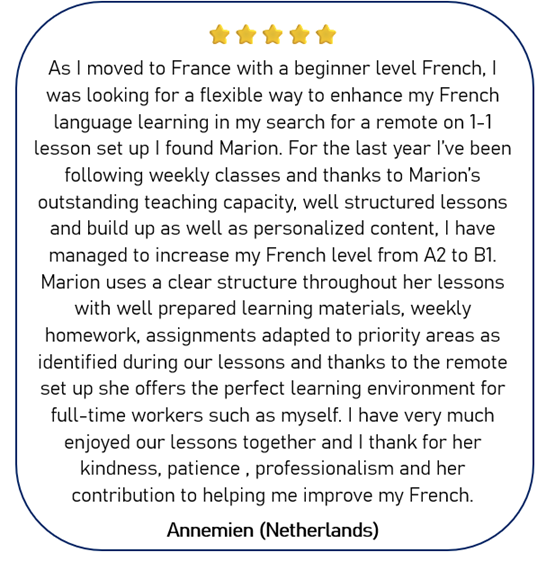 As I moved to France with a beginner level French, I
was looking for a flexible way to enhance my French
language learning in my search for a remote on 1-1
lesson set up I found Marion. For the last year I've been
following weekly classes and thanks to Marion's
outstanding teaching capacity, well structured lessons
and build up as well as personalized content, I have
managed to increase my French level from A2 to B1.
Marion uses a clear structure throughout her lessons
with well prepared learning materials, weekly
homework, assignments adapted to priority areas as
identified during our lessons and thanks to the remote
set up she offers the perfect learning environment for
full-time workers such as myself. I have very much
enjoyed our lessons together and I thank for her
kindness, patience , professionalism and her
contribution to helping me improve my French.
Annemien (Netherlands)